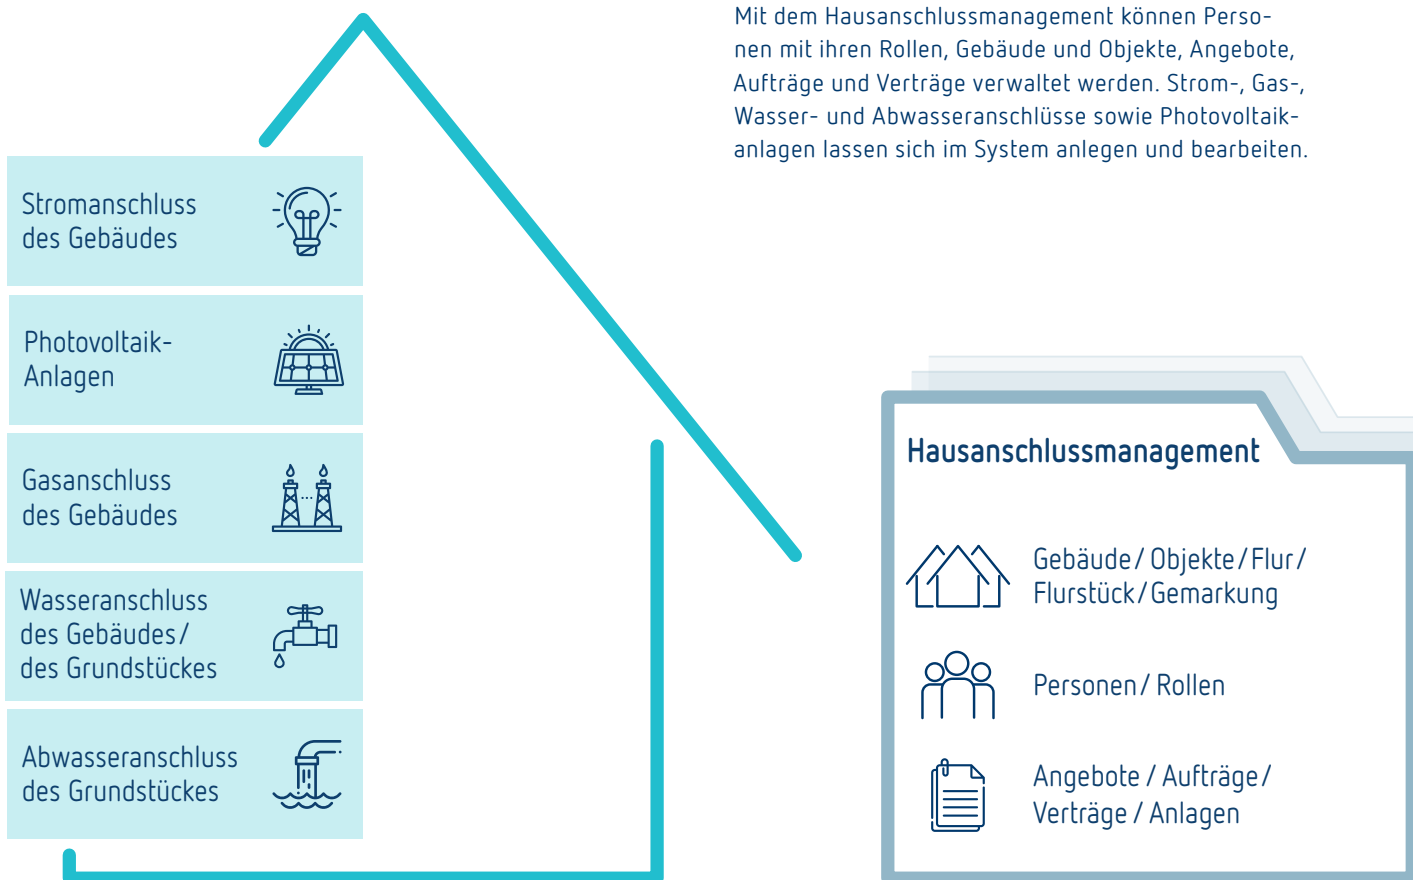 Mit dem Hausanschlussmanagement können Perso-
nen mit ihren Rollen, Gebäude und Objekte, Angebote,
Aufträge und Verträge verwaltet werden. Strom-, Gas-,
Wasser- und Abwasseranschlüsse sowie Photovoltaik-
anlagen lassen sich im System anlegen und bearbeiten.
Stromanschluss
des Gebäudes
Photovoltaik-
Anlagen
Gasanschluss
des Gebäudes
Wasseranschluss
des Gebäudes/
des Grundstückes
Abwasseranschluss
des Grundstückes
Hausanschlussmanagement
Gebäude / Objekte / Flur /
Flurstück / Gemarkung
Personen / Rollen
Angebote / Aufträge /
Verträge / Anlagen